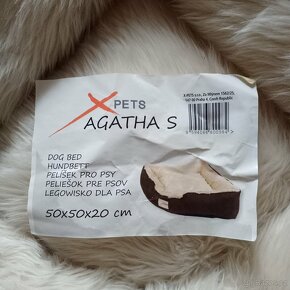 X PETS
AGATHA S
DOG BED
HUNDBETT
PELÍŠEK PRO PSY
PELIEŠOK PRE PSOV
LEGOWISKO DLA PSA
50x50x20 cm